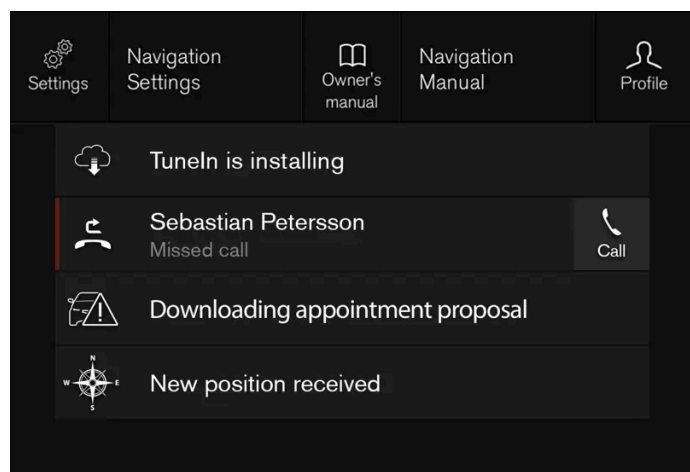 Settings
Navigation
Settings
Owner's
manual
Navigation
Manual
Profile
TuneIn is installing
Sebastian Petersson
Missed call
Call
Downloading appointment proposal
N
W
E
S
New position received